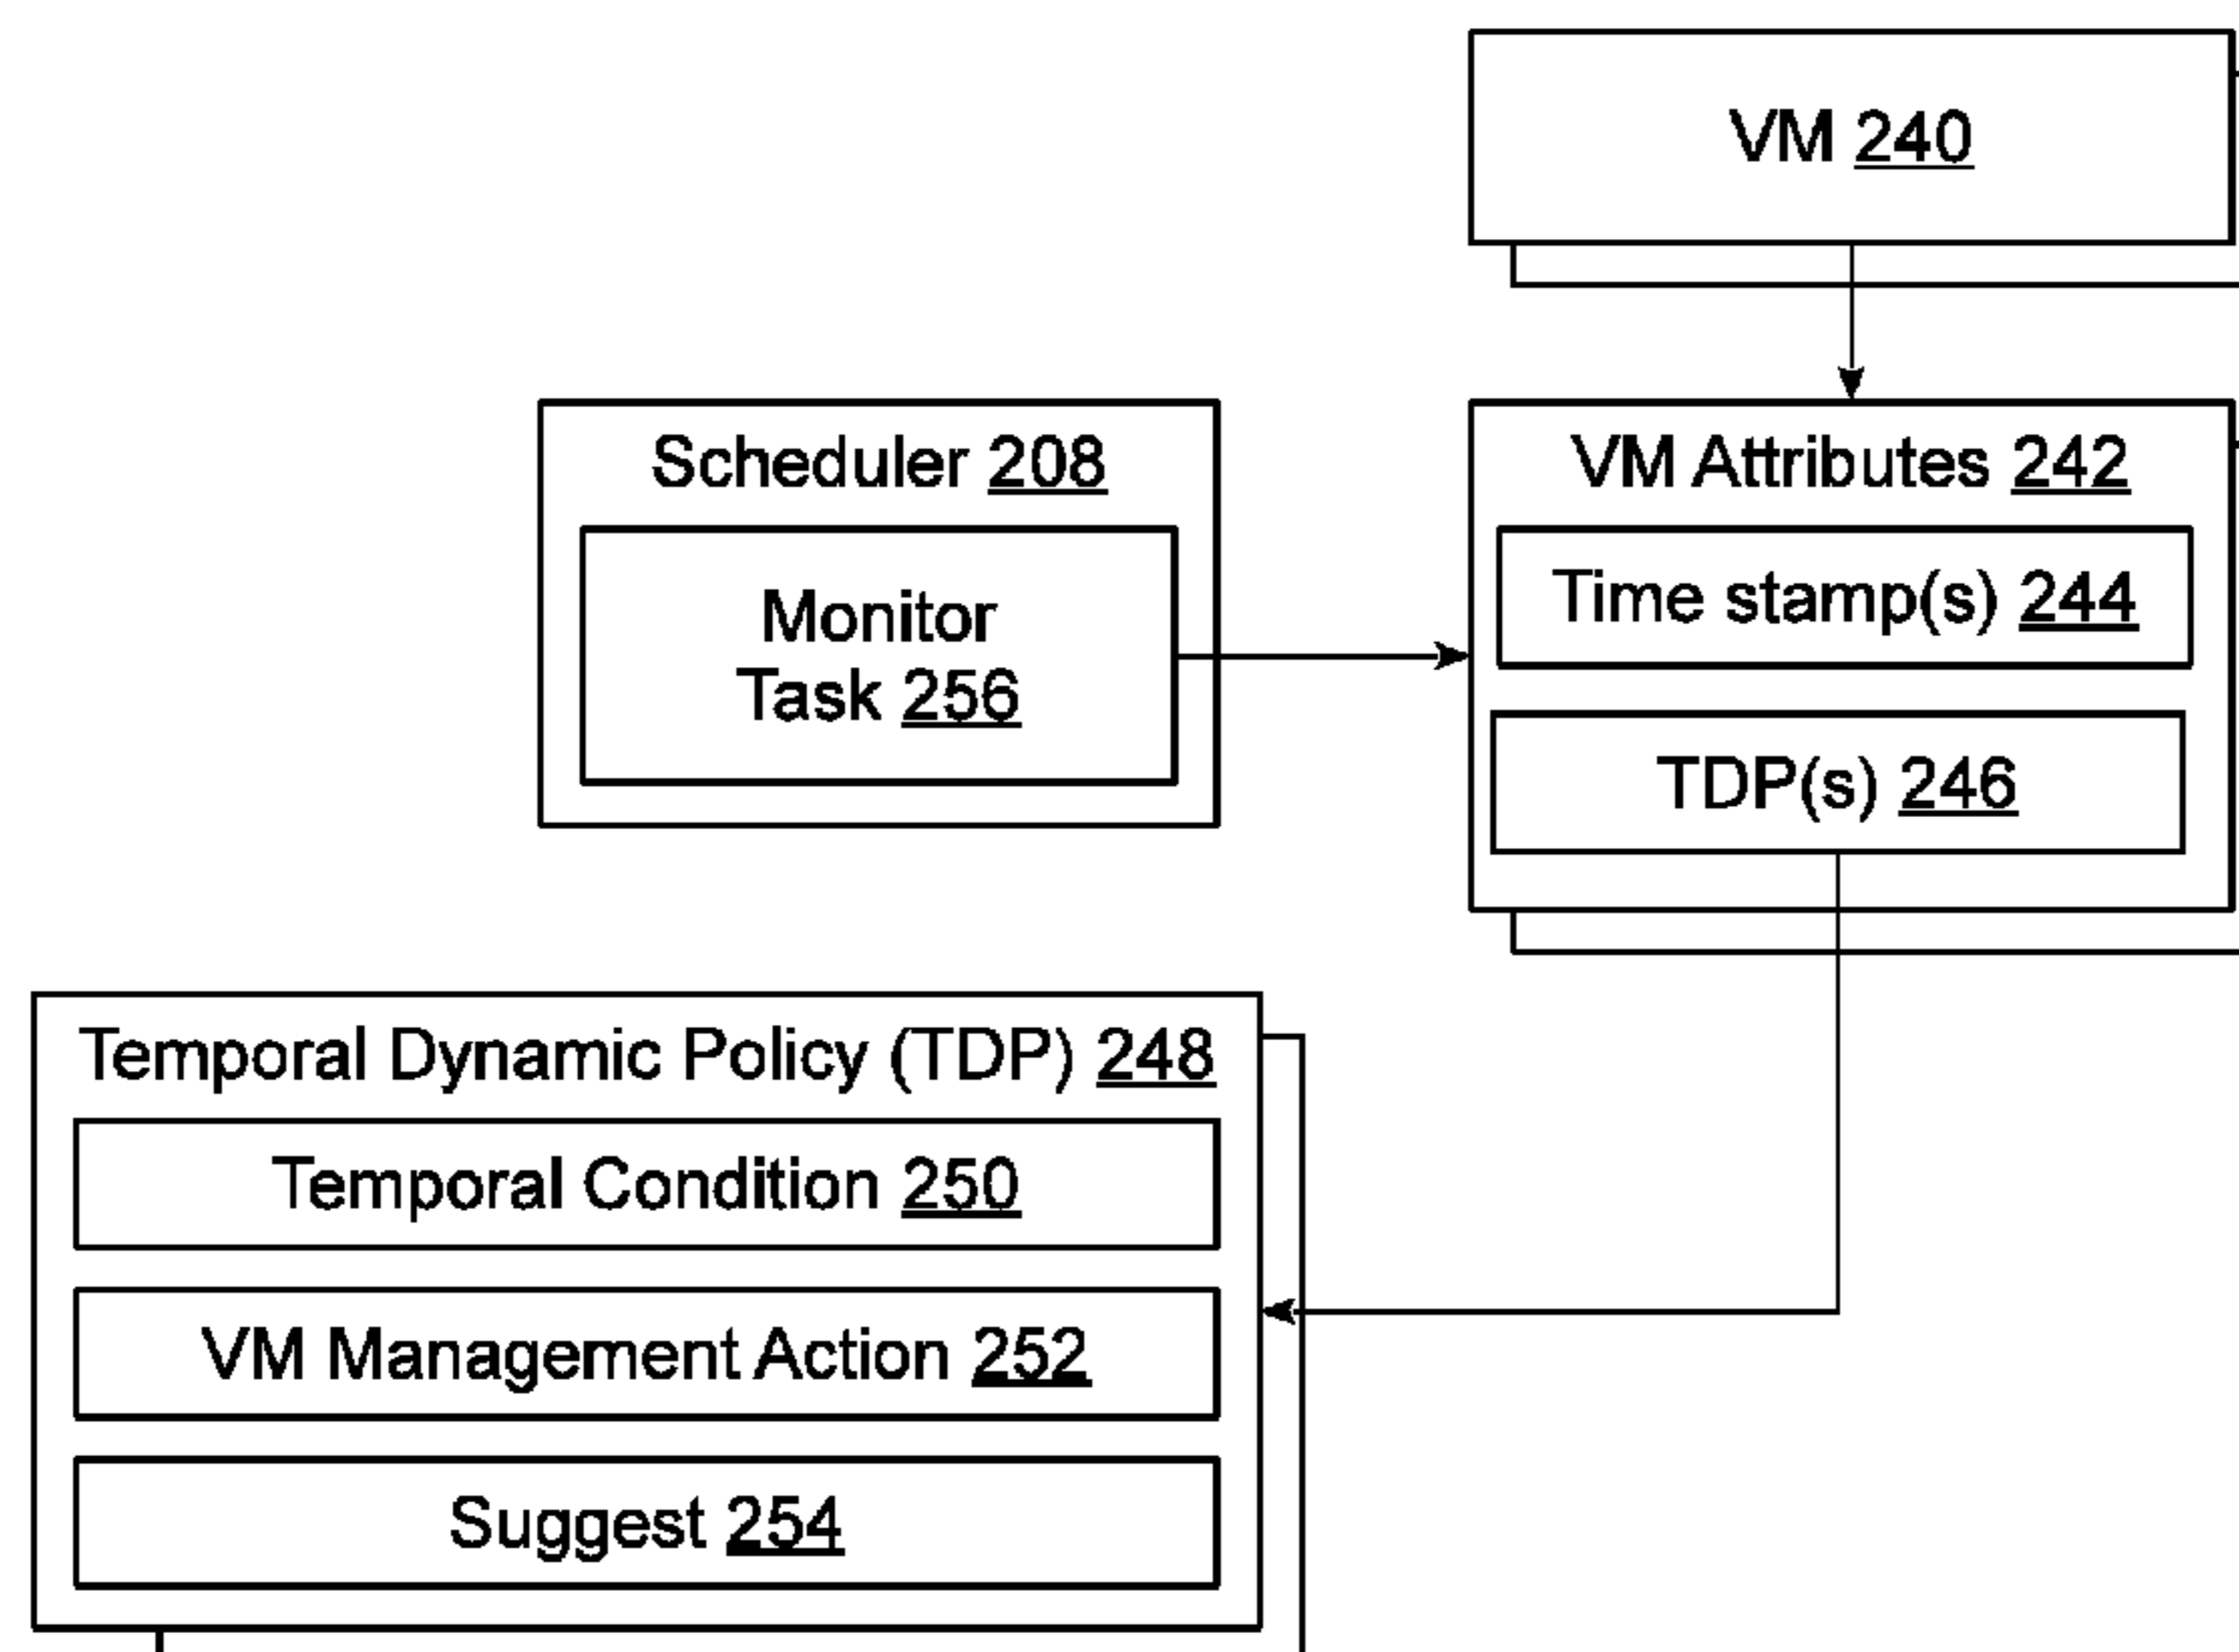 VM 240
Scheduler 208
Monitor
Task 256
VM Attributes 242
Time stamp(s) 244
TDP(s) 246
Temporal Dynamic Policy (TDP) 248
Temporal Condition 250
VM Management Action 252
Suggest 254